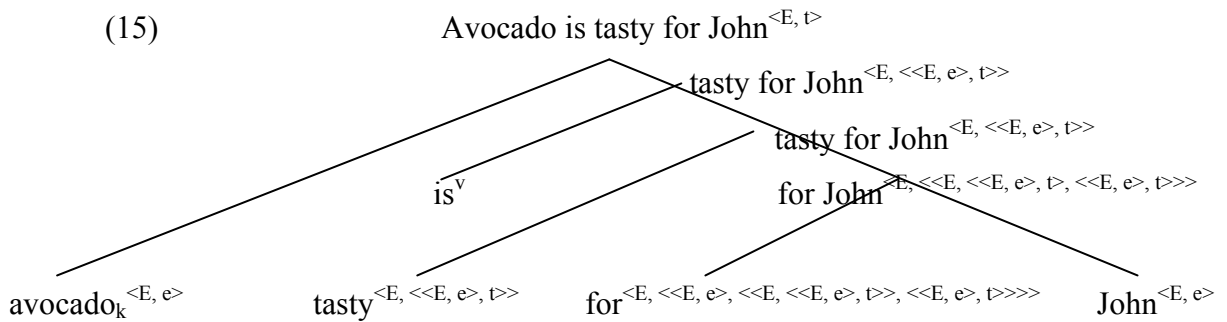 (15) Avocado is tasty for John<E, t>
tasty for John<E, <<E, e>, t>>
tasty for John<E, <<E, e>, t>>
is^v for John<E, <<E, <<E, e>, t>, <<E, e>, t>>>
avocado_k<E, e> tasty<E, <<E, e>, t>> for<E, <<E, e>, <<E, <<E, e>, t>>, <<E, e>, t>>>> John<E, e>